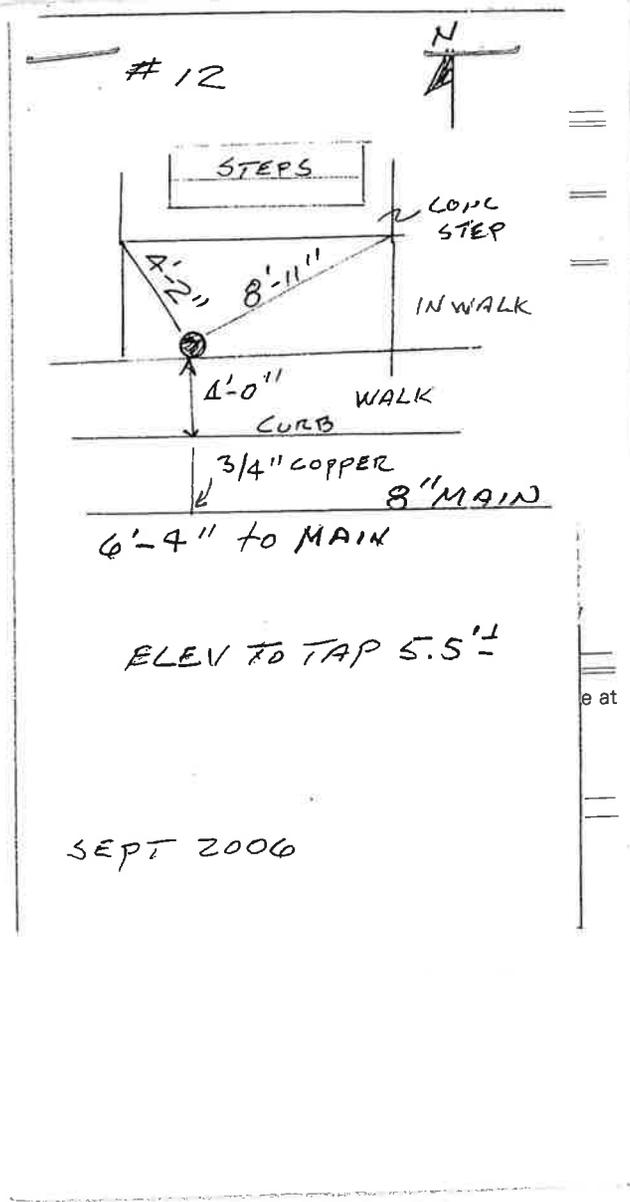 N
# 12
STEPS
CONC
STEP
4'-2"
8'-11"
IN WALK
4'-0"
WALK
CURB
3/4" COPPER
8" MAIN
6'-4" to MAIN
ELEV TO TAP 5.5'±
e at
SEPT 2006